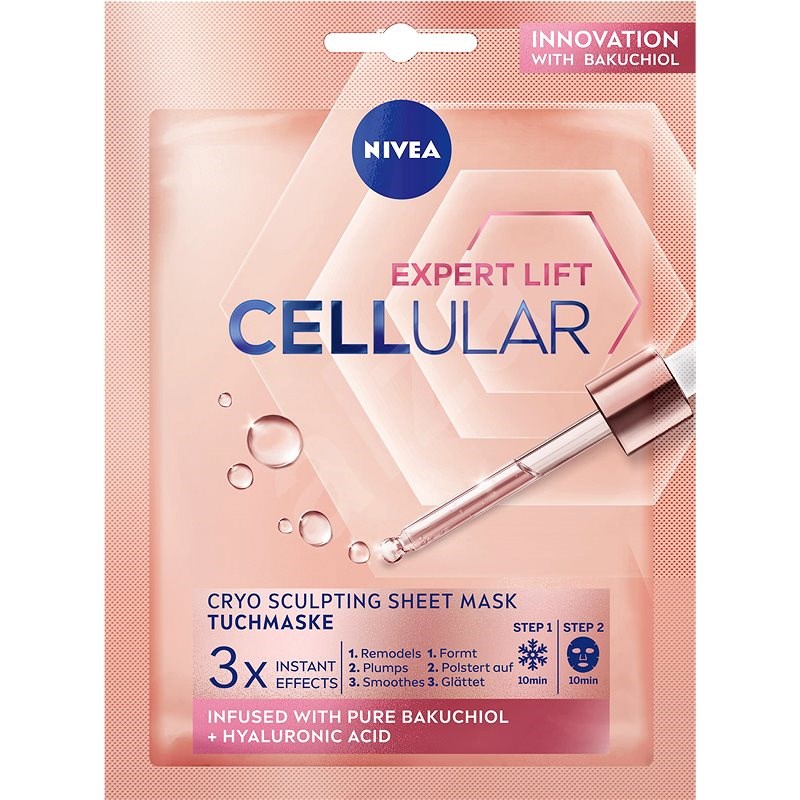 INNOVATION
WITH BAKUCHIOL
NIVEA
EXPERT LIFT
CELLULAR
CRYO SCULPTING SHEET MASK
TUCHMASKE
3x INSTANT EFFECTS
1. Remodels
2. Plumps
3. Smoothes
1. Formt
2. Polstert auf
3. Glättet
STEP 1
10min
STEP 2
10min
INFUSED WITH PURE BAKUCHIOL
+ HYALURONIC ACID